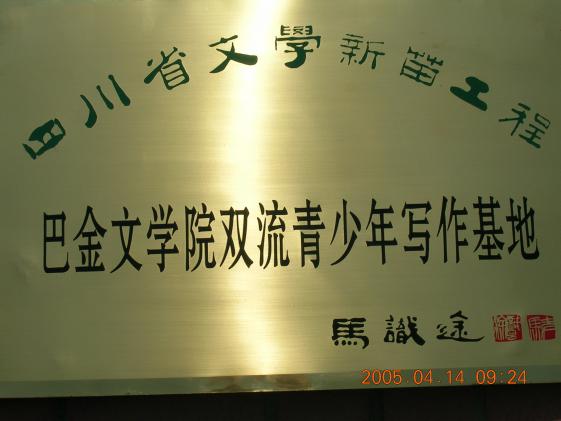 四川省文學新苗工程
巴金文学院双流青少年写作基地
馬識途
2005.04.14 09:24